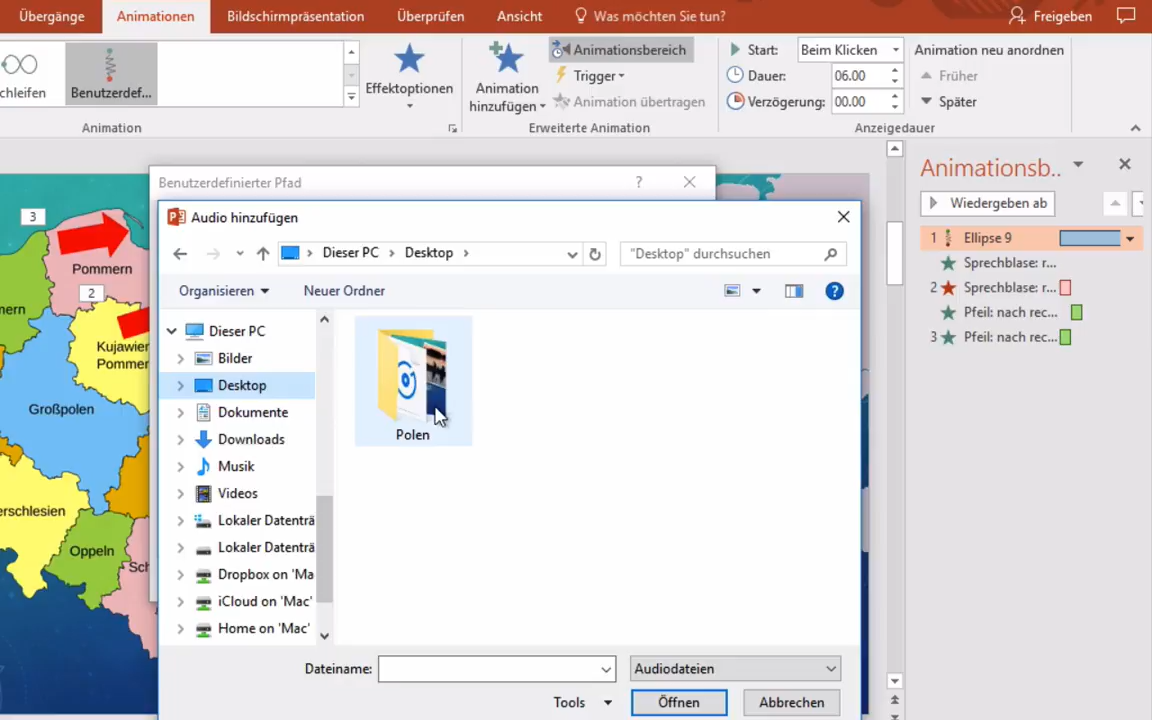 Übergänge
Animationen
Bildschirmpräsentation
Überprüfen
Ansicht
Was möchten Sie tun?
Freigeben
chleifen
Benutzerdef...
Effektoptionen
Animation
hinzufügen
Animationsbereich
Trigger
Animation übertragen
Start:
Beim Klicken
Dauer:
06.00
Verzögerung:
00.00
Animation neu anordnen
Früher
Später
Animation
Erweiterte Animation
Anzeigedauer
Benutzerdefinierter Pfad
?
Audio hinzufügen
Dieser PC
Desktop
"Desktop" durchsuchen
Organisieren
Neuer Ordner
?
Dieser PC
Bilder
Desktop
Dokumente
Downloads
Musik
Videos
Lokaler Datenträ
Lokaler Datenträ
Dropbox on 'Ma
iCloud on 'Mac'
Home on 'Mac'
Polen
Dateiname:
Audiodateien
Tools
Öffnen
Abbrechen
3
Pommern
2
mern
Kujawien
Pommer
Großpolen
erschlesien
Oppeln
Sch
Animationsb..
Wiedergeben ab
1 Ellipse 9
Sprechblase: r...
2 Sprechblase: r...
Pfeil: nach rec...
3 Pfeil: nach rec...